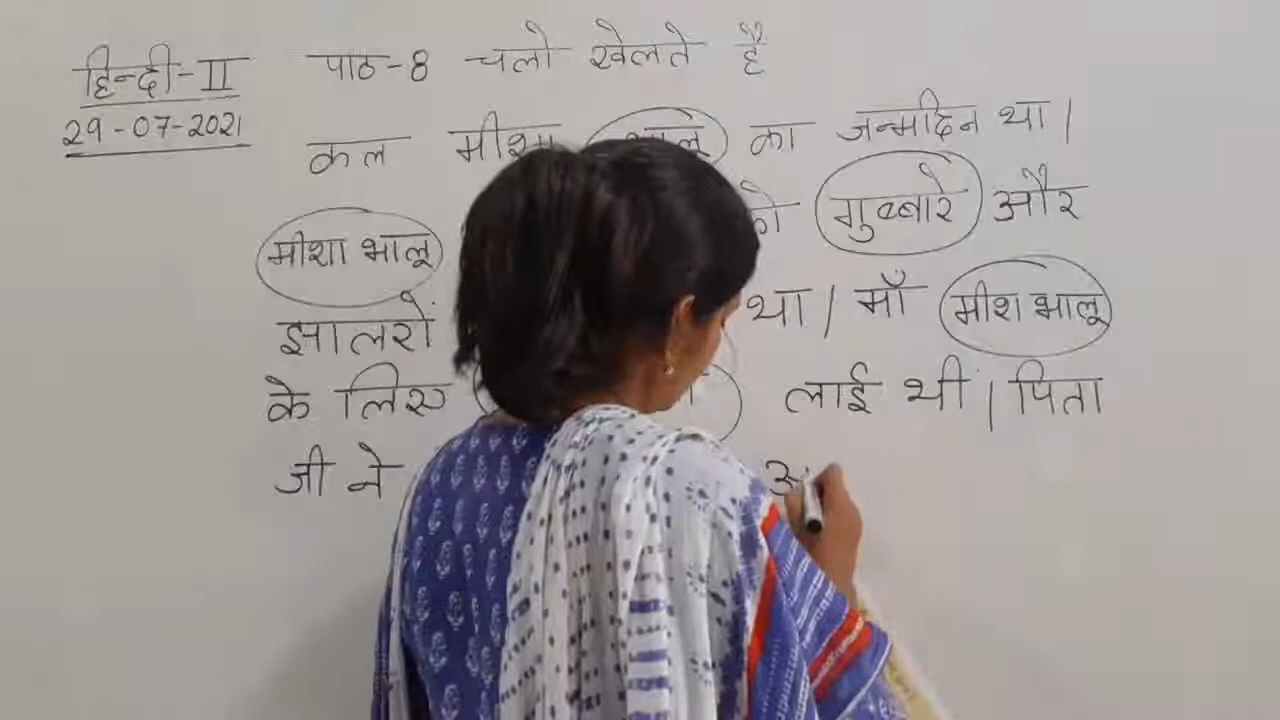 हिन्दी-II पाठ-8 चलो खेलते है
29-07-2021
कल मीशा का जन्मदिन था।
मीशा भालू गुब्बारे और
झालरों था। माँ मीश भालू
के लिए लाई थी। पिता
जी ने